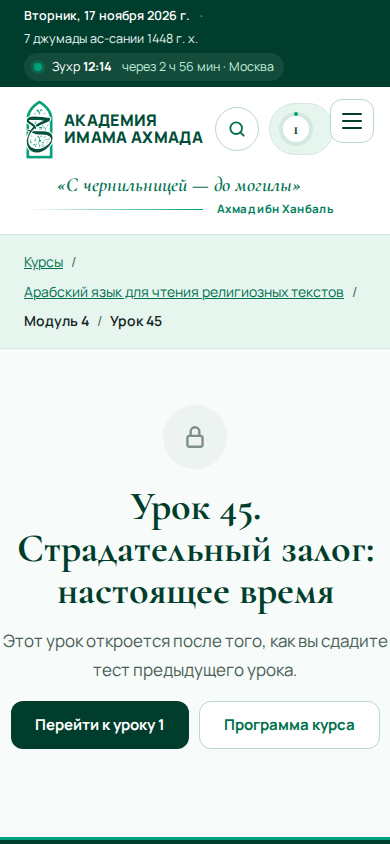 Вторник, 17 ноября 2026 г. ·
7 джумады ас-сании 1448 г. х.
Зухр 12:14 через 2 ч 56 мин · Москва
АКАДЕМИЯ
ИМАМА АХМАДА
1
«С чернильницей — до могилы»
Ахмад ибн Ханбаль
Курсы /
Арабский язык для чтения религиозных текстов /
Модуль 4 / Урок 45
Урок 45.
Страдательный залог:
настоящее время
Этот урок откроется после того, как вы сдадите
тест предыдущего урока.
Перейти к уроку 1
Программа курса